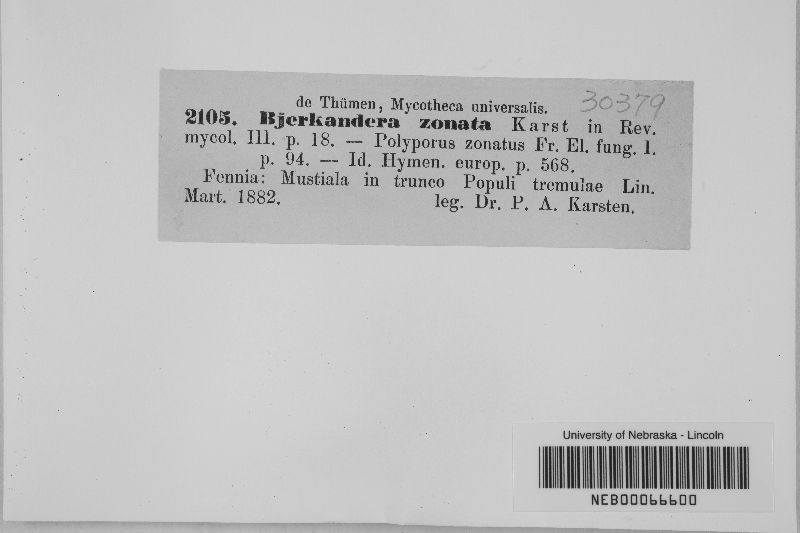 de Thümen, Mycotheca universalis. 30379
2105. Bjerkandera zonata Karst in Rev.
mycol. III. p. 18. — Polyporus zonatus Fr. El. fung. I.
p. 94. — Id. Hymen. europ. p. 568.
Fennia: Mustiala in trunco Populi tremulae Lin.
Mart. 1882. leg. Dr. P. A. Karsten.
University of Nebraska - Lincoln
NEB00066600